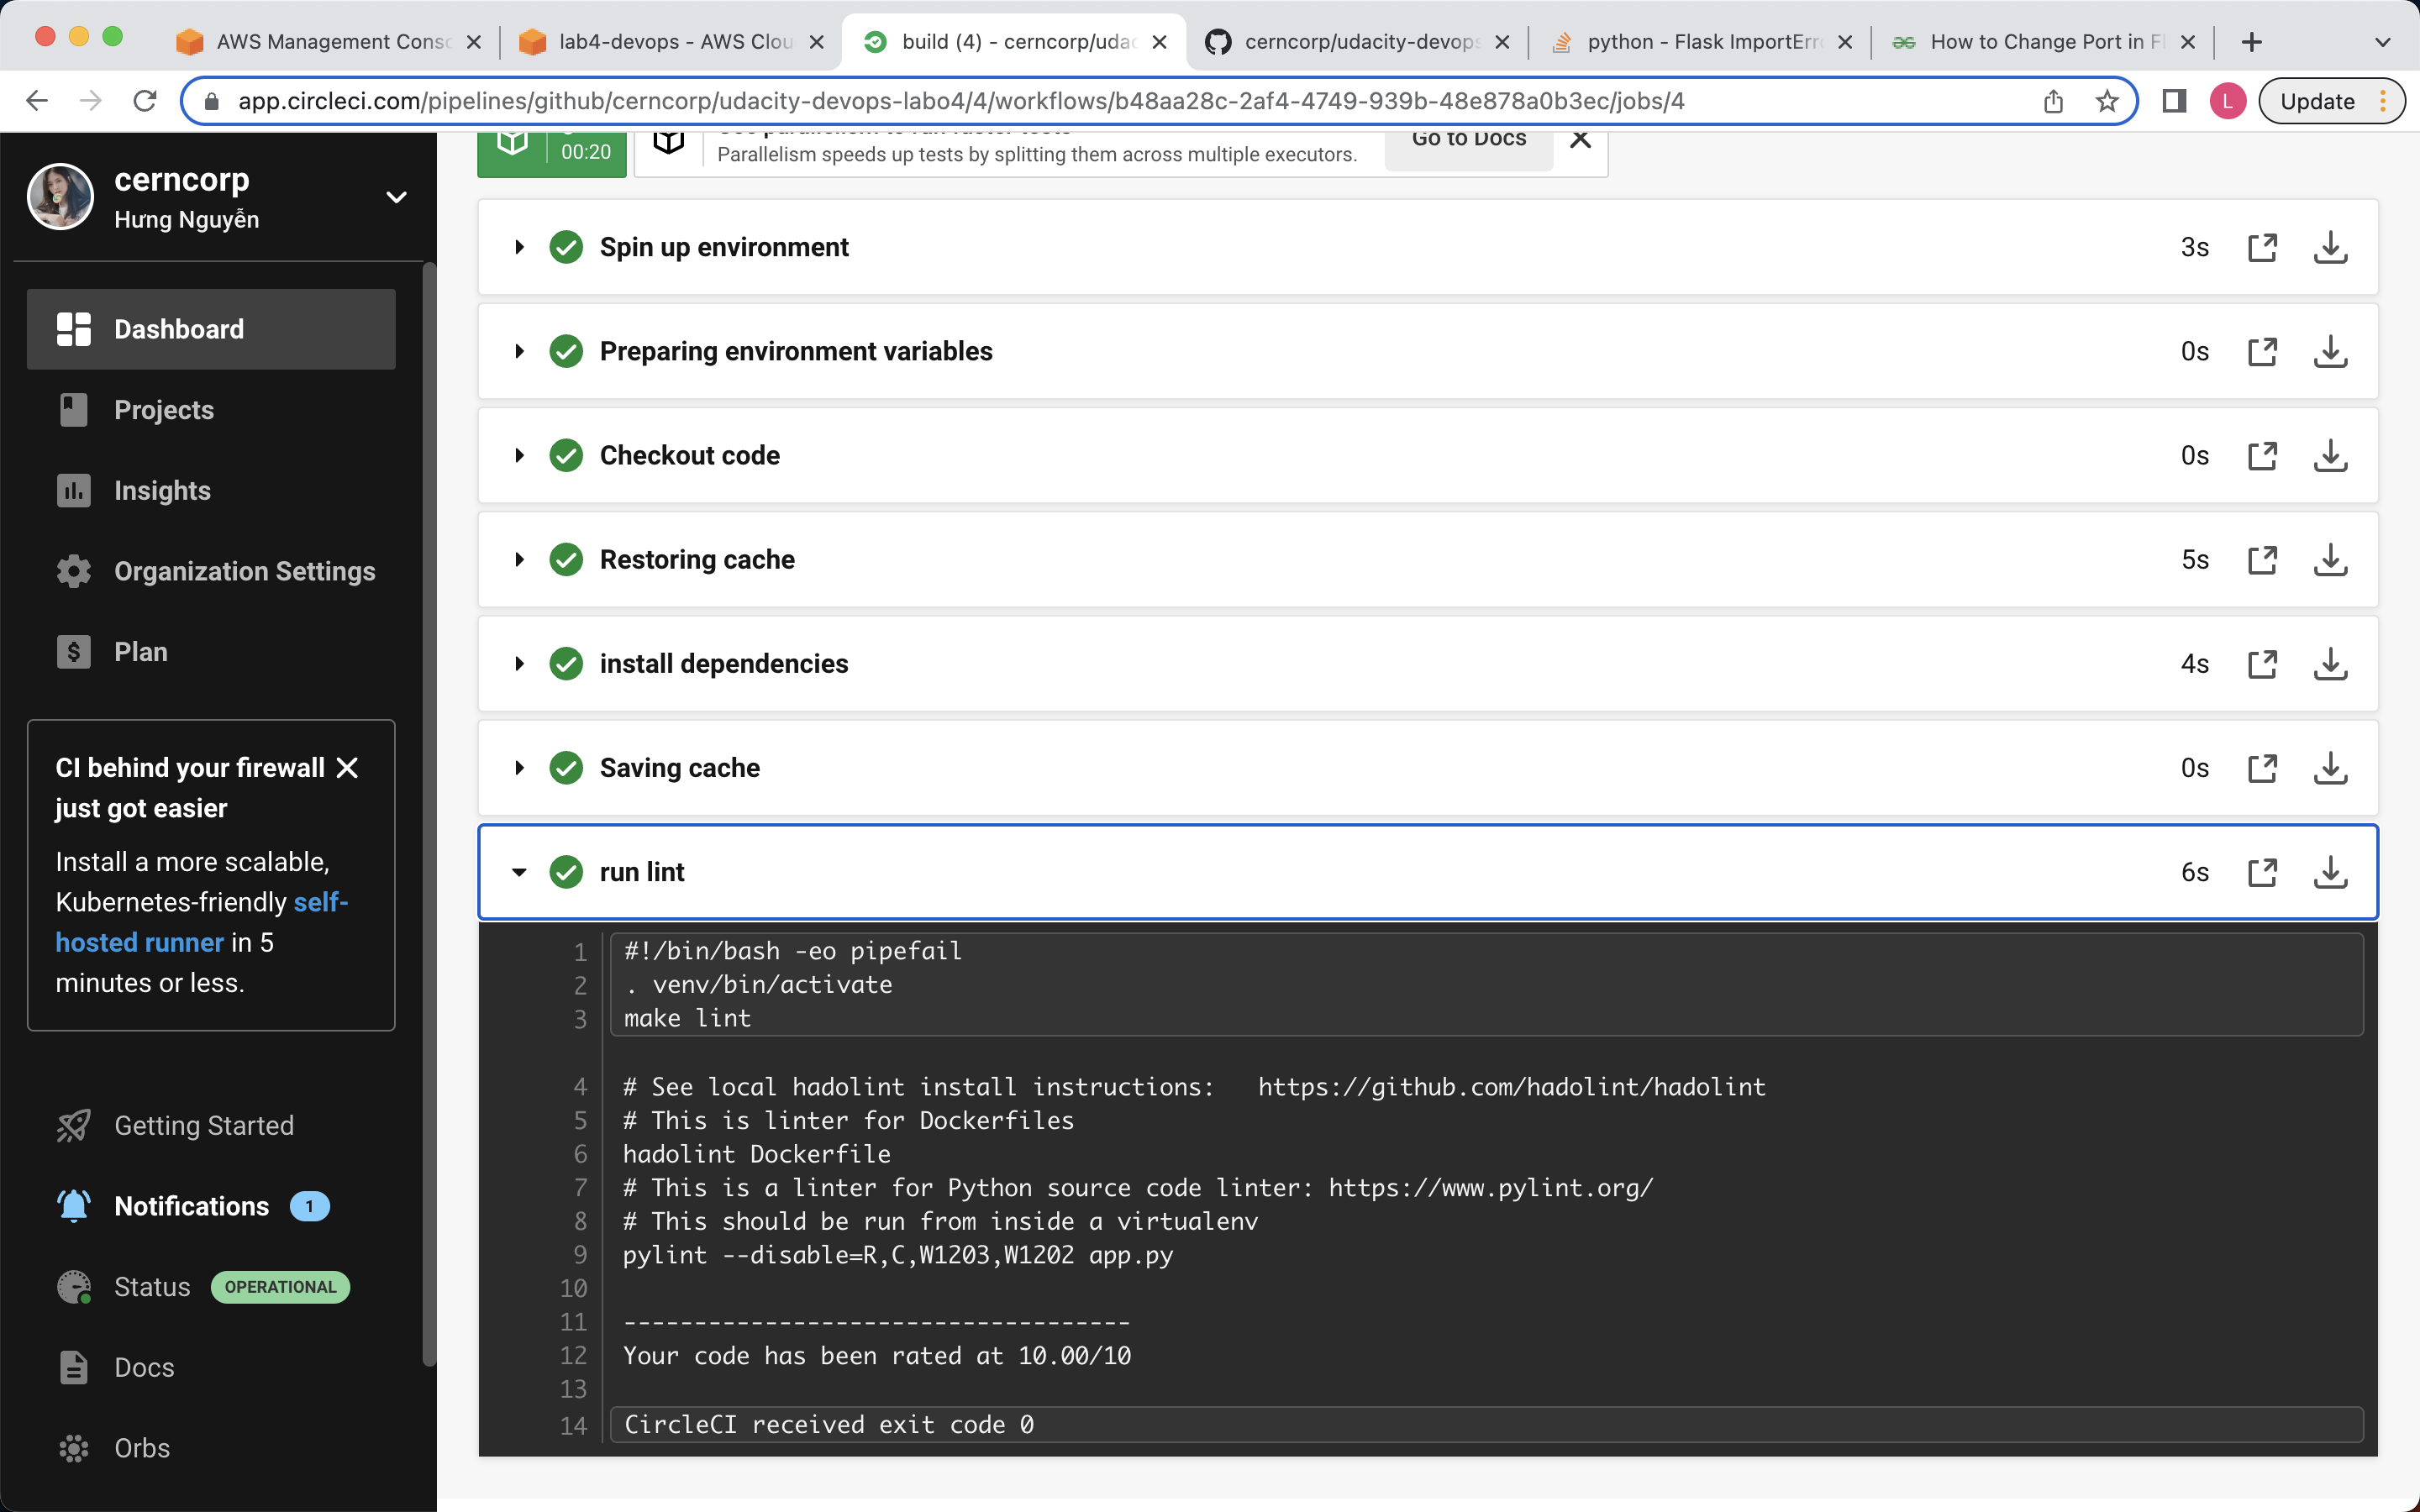 AWS Management Consc
lab4-devops - AWS Clou
build (4) - cerncorp/udac
cerncorp/udacity-devops
python - Flask ImportErr
How to Change Port in Fl
app.circleci.com/pipelines/github/cerncorp/udacity-devops-labo4/4/workflows/b48aa28c-2af4-4749-939b-48e878a0b3ec/jobs/4
L
Update
cerncorp
Hưng Nguyễn
Dashboard
Projects
Insights
Organization Settings
$ Plan
CI behind your firewall
just got easier
Install a more scalable,
Kubernetes-friendly self-
hosted runner in 5
minutes or less.
Getting Started
Notifications 1
Status OPERATIONAL
Docs
Orbs
00:20
Use parallelism to run faster tests
Parallelism speeds up tests by splitting them across multiple executors.
Go to Docs
Spin up environment 3s
Preparing environment variables 0s
Checkout code 0s
Restoring cache 5s
install dependencies 4s
Saving cache 0s
run lint 6s
1 #!/bin/bash -eo pipefail
2 . venv/bin/activate
3 make lint
4 # See local hadolint install instructions:   https://github.com/hadolint/hadolint
5 # This is linter for Dockerfiles
6 hadolint Dockerfile
7 # This is a linter for Python source code linter: https://www.pylint.org/
8 # This should be run from inside a virtualenv
9 pylint --disable=R,C,W1203,W1202 app.py
10
11 ------------------------------------
12 Your code has been rated at 10.00/10
13
14 CircleCI received exit code 0